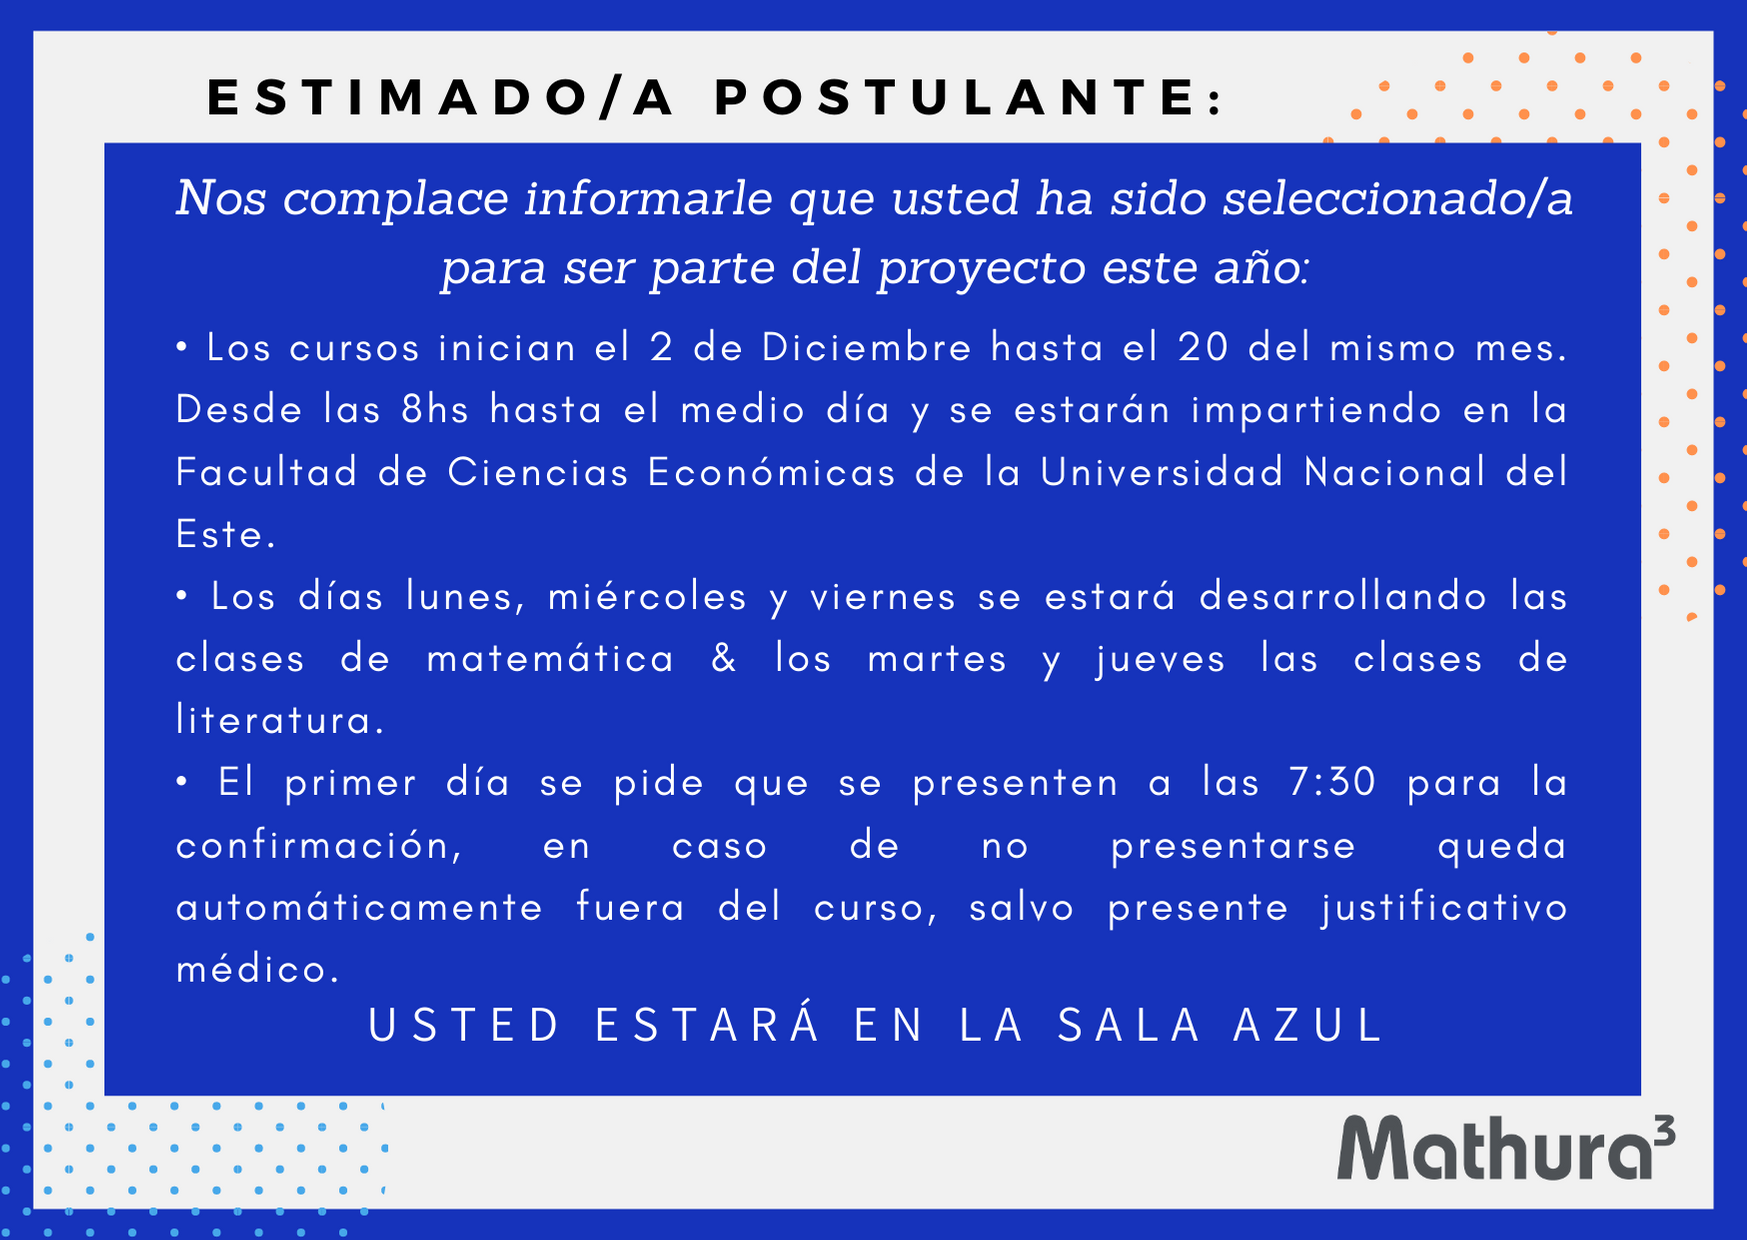 ESTIMADO/A POSTULANTE:
Nos complace informarle que usted ha sido seleccionado/a
para ser parte del proyecto este año:
• Los cursos inician el 2 de Diciembre hasta el 20 del mismo mes.
Desde las 8hs hasta el medio día y se estarán impartiendo en la
Facultad de Ciencias Económicas de la Universidad Nacional del
Este.
• Los días lunes, miércoles y viernes se estará desarrollando las
clases de matemática & los martes y jueves las clases de
literatura.
• El primer día se pide que se presenten a las 7:30 para la
confirmación, en caso de no presentarse queda
automáticamente fuera del curso, salvo presente justificativo
médico.
USTED ESTARÁ EN LA SALA AZUL
Mathura³